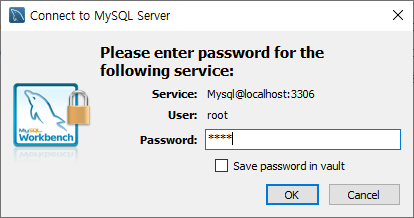 Connect to MySQL Server
Please enter password for the
following service:
Service: Mysql@localhost:3306
User: root
Password: ****
Save password in vault
OK Cancel
MySQL
Workbench